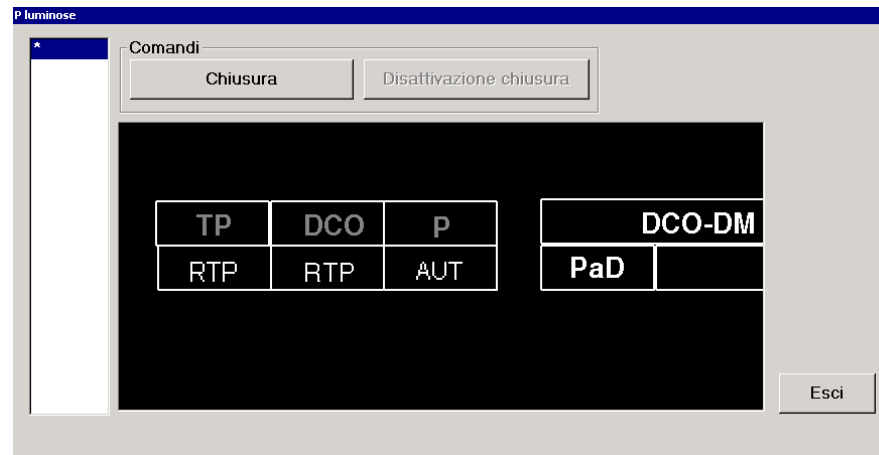 P luminose
*
Comandi
Chiusura Disattivazione chiusura
TP DCO P DCO-DM
RTP RTP AUT PaD
Esci